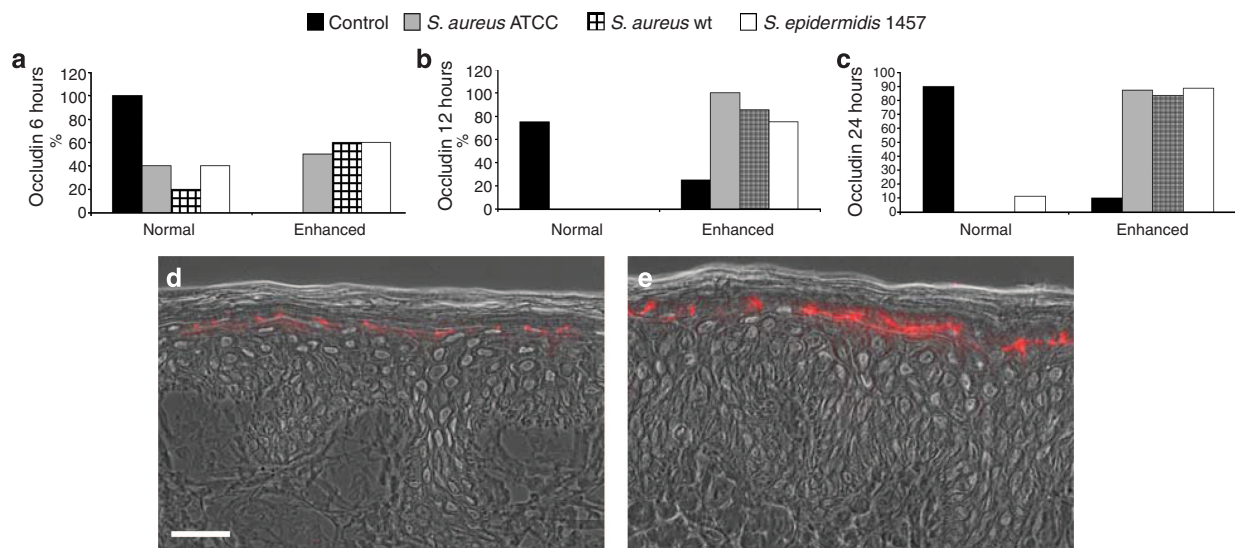 Control S. aureus ATCC S. aureus wt S. epidermidis 1457
a
Occludin 6 hours
%
120
100
80
60
40
20
0
Normal Enhanced
b
Occludin 12 hours
%
120
100
80
60
40
20
0
Normal Enhanced
c
Occludin 24 hours
100
90
80
70
60
50
40
30
20
10
0
Normal Enhanced
d
e